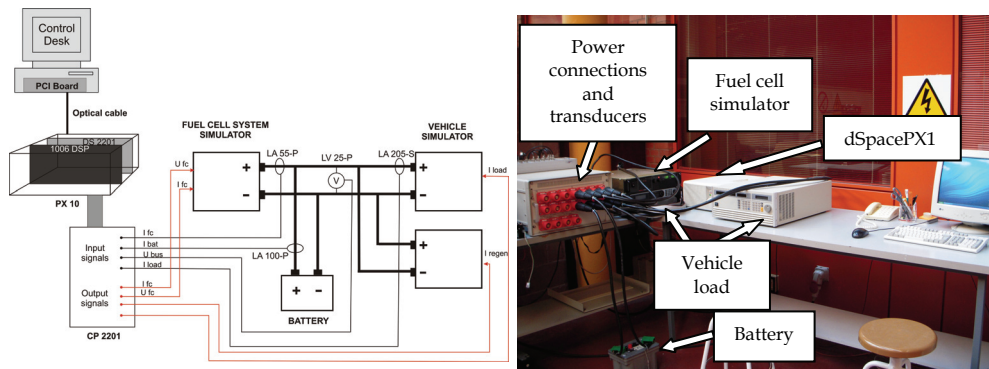 Control
Desk
PCI Board
Optical cable
DS 2201
1006 DSP
PX 10
FUEL CELL SYSTEM
SIMULATOR
VEHICLE
SIMULATOR
LA 55-P
LV 25-P
LA 205-S
U fc
I fc
+
−
V
+
−
I load
+
−
I regen
LA 100-P
+ −
BATTERY
Input
signals
I fc
I bat
U bus
I load
Output
signals
I fc
U fc
CP 2201
Power
connections
and
transducers
Fuel cell
simulator
dSpacePX1
Vehicle
load
Battery